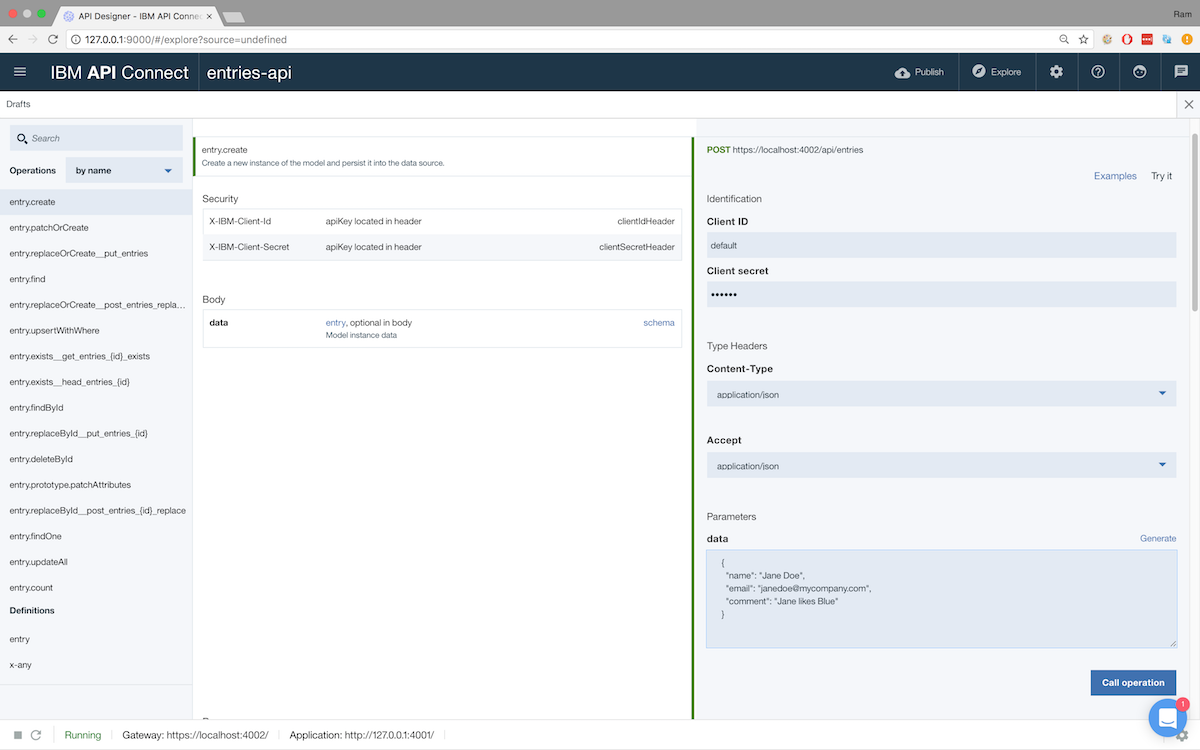 API Designer - IBM API Connec
Ram
127.0.0.1:9000/#/explore?source=undefined
IBM API Connect
entries-api
Publish
Explore
Drafts
Search
Operations
by name
entry.create
entry.patchOrCreate
entry.replaceOrCreate__put_entries
entry.find
entry.replaceOrCreate__post_entries_repla...
entry.upsertWithWhere
entry.exists__get_entries_{id}_exists
entry.exists__head_entries_{id}
entry.findById
entry.replaceById__put_entries_{id}
entry.deleteById
entry.prototype.patchAttributes
entry.replaceById__post_entries_{id}_replace
entry.findOne
entry.updateAll
entry.count
Definitions
entry
x-any
entry.create
Create a new instance of the model and persist it into the data source.
Security
X-IBM-Client-Id apiKey located in header clientIdHeader
X-IBM-Client-Secret apiKey located in header clientSecretHeader
Body
data entry, optional in body schema
Model instance data
POST https://localhost:4002/api/entries
Examples Try it
Identification
Client ID
default
Client secret
••••••
Type Headers
Content-Type
application/json
Accept
application/json
Parameters
data Generate
{
"name": "Jane Doe",
"email": "janedoe@mycompany.com",
"comment": "Jane likes Blue"
}
Call operation
1
Running
Gateway: https://localhost:4002/
Application: http://127.0.0.1:4001/